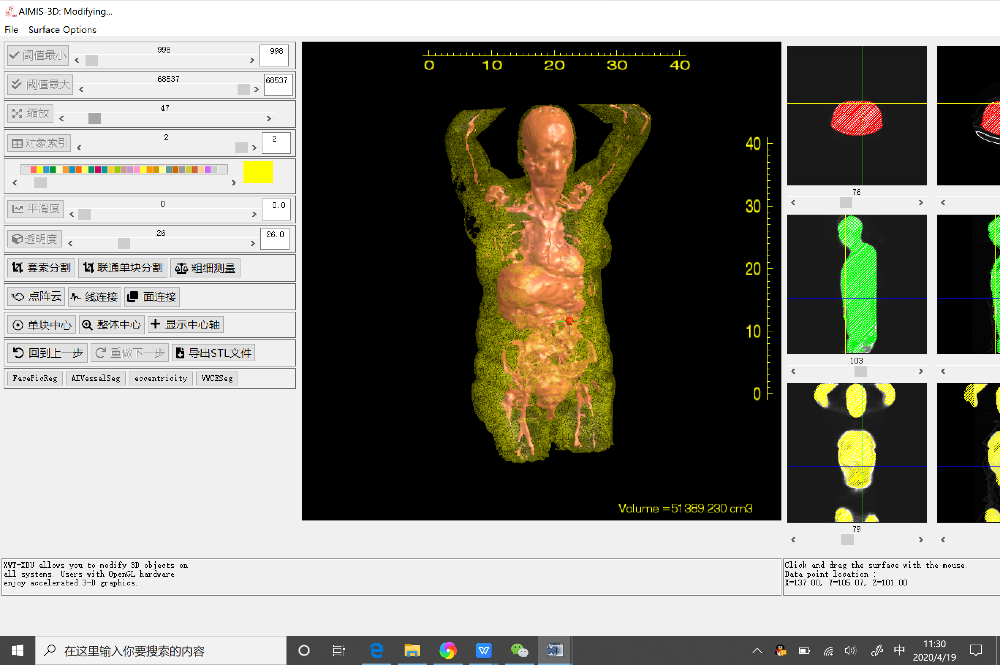 AIMIS-3D: Modifying...
File Surface Options
阈值最小 998 998
阈值最大 68537 68537
缩放 47
对象索引 2 2
平滑度 0 0.0
透明度 26 26.0
套索分割 联通单块分割 粗细测量
点阵云 线连接 面连接
单块中心 整体中心 显示中心轴
回到上一步 重做下一步 导出STL文件
FacePicReg AIVesselSeg eccentricity VWCESeg
0 10 20 30 40
40
30
20
10
0
Volume =51389.230 cm3
76
103
79
XWT-XDU allows you to modify 3D objects on
all systems. Users with OpenGL hardware
enjoy accelerated 3-D graphics.
Click and drag the surface with the mouse.
Data point location :
X=137.00, Y=105.07, Z=101.00
在这里输入你要搜索的内容
中
11:30
2020/4/19